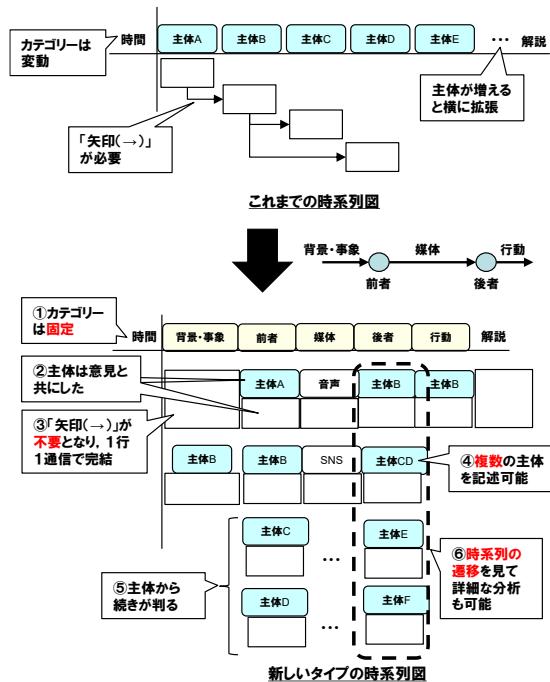 カテゴリーは
変動
時間
主体A
主体B
主体C
主体D
主体E
…
解説
主体が増える
と横に拡張
「矢印(→)」
が必要
これまでの時系列図
背景・事象
媒体
行動
前者
後者
①カテゴリー
は固定
時間
背景・事象
前者
媒体
後者
行動
解説
②主体は意見と
共にした
主体A
音声
主体B
主体B
③「矢印(→)」が
不要となり，1行
1通信で完結
主体B
主体B
SNS
主体CD
④複数の主体
を記述可能
主体C
…
主体E
⑤主体から
続きが判る
⑥時系列の
遷移を見て
詳細な分析
も可能
主体D
…
主体F
新しいタイプの時系列図